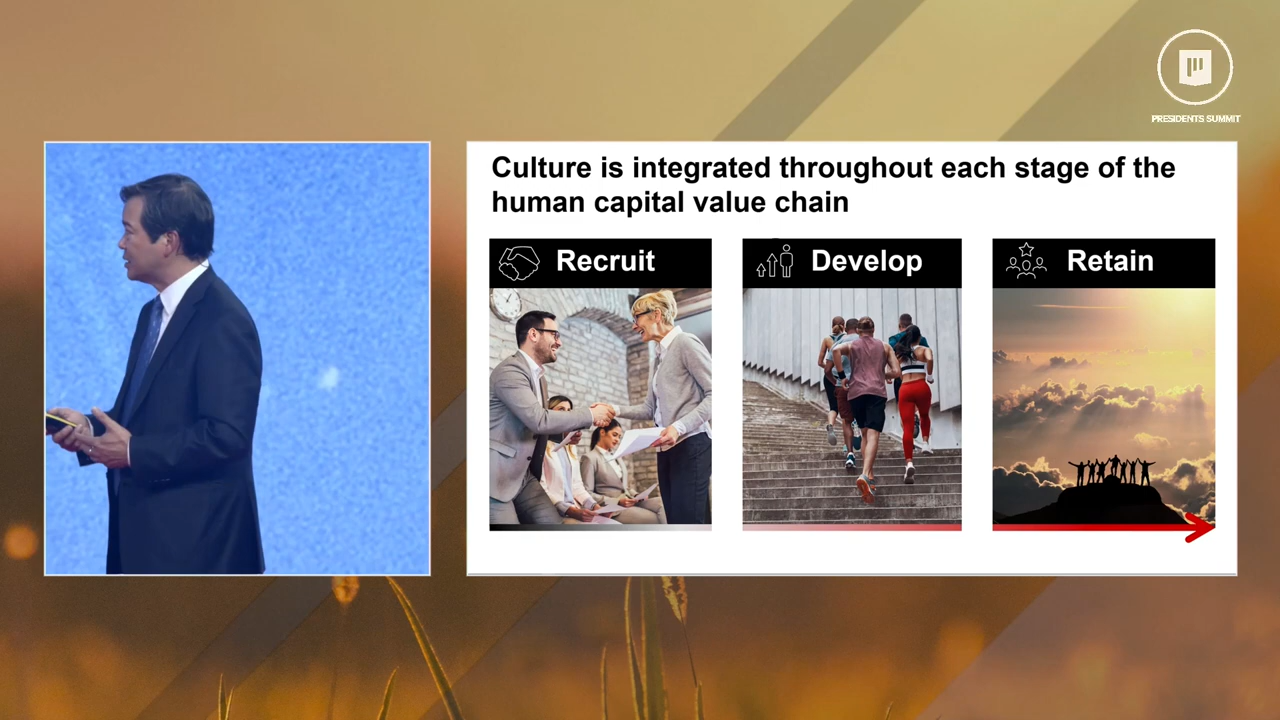 PRESIDENTS SUMMIT
Culture is integrated throughout each stage of the
human capital value chain
Recruit
Develop
Retain